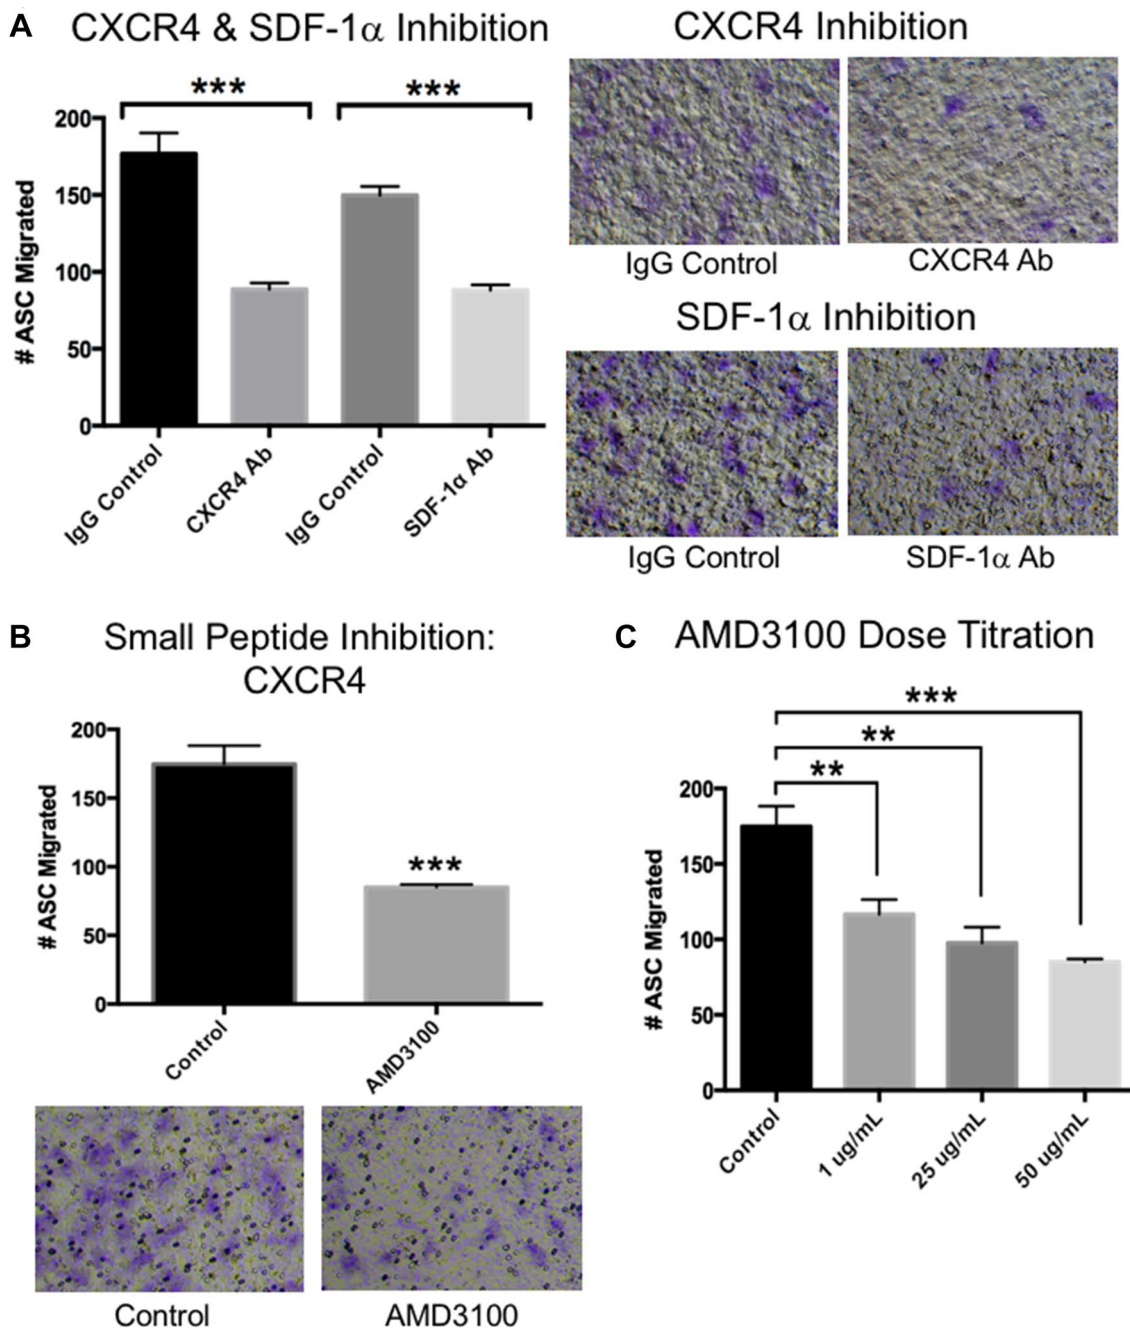 A
CXCR4 & SDF-1α Inhibition
***
***
# ASC Migrated
200
150
100
50
0
IgG Control
CXCR4 Ab
IgG Control
SDF-1α Ab
CXCR4 Inhibition
IgG Control
CXCR4 Ab
SDF-1α Inhibition
IgG Control
SDF-1α Ab
B
Small Peptide Inhibition:
CXCR4
# ASC Migrated
200
150
100
50
0
***
Control
AMD3100
Control
AMD3100
C
AMD3100 Dose Titration
***
**
**
# ASC Migrated
200
150
100
50
0
Control
1 ug/mL
25 ug/mL
50 ug/mL